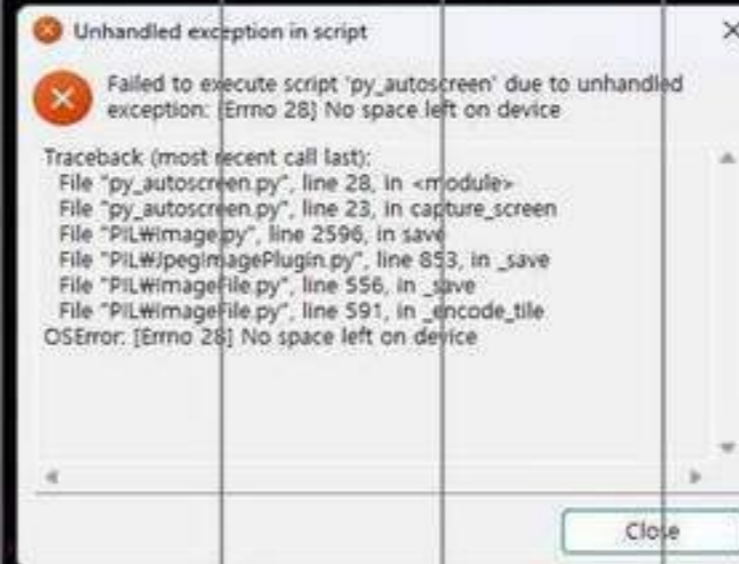 Unhandled exception in script
Failed to execute script 'py_autoscreen' due to unhandled
exception: [Errno 28] No space left on device
Traceback (most recent call last):
File "py_autoscreen.py", line 28, in <module>
File "py_autoscreen.py", line 23, in capture_screen
File "PIL₩Image.py", line 2596, in save
File "PIL₩JpegImagePlugin.py", line 853, in _save
File "PIL₩ImageFile.py", line 556, in _save
File "PIL₩ImageFile.py", line 591, in _encode_tile
OSError: [Errno 28] No space left on device
Close